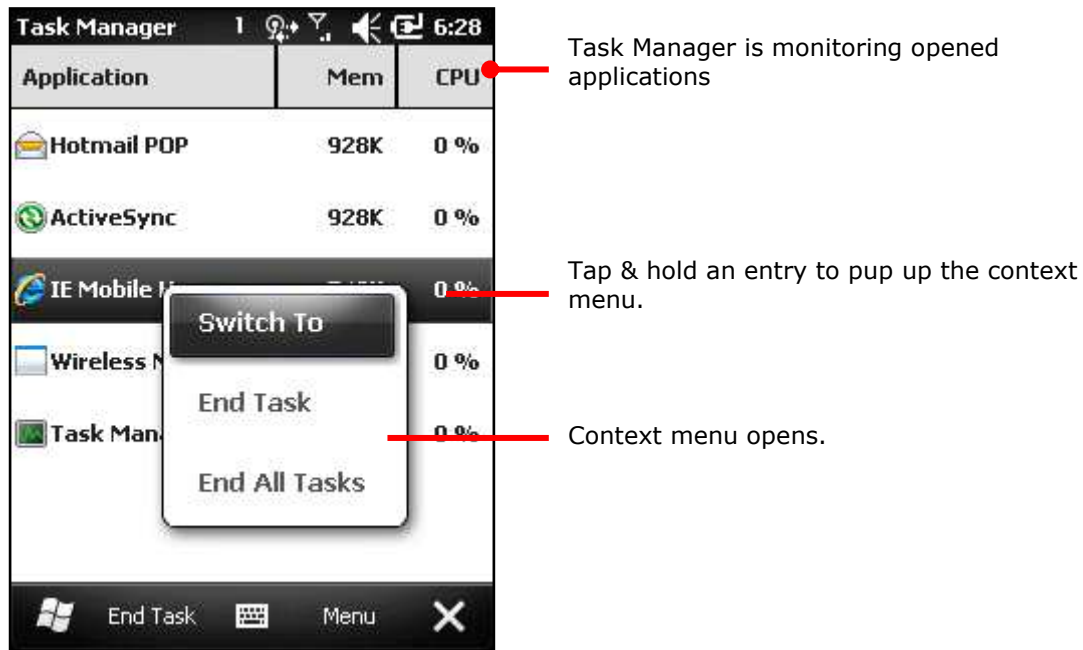 Task Manager 1 6:28
Application Mem CPU
Hotmail POP 928K 0 %
ActiveSync 928K 0 %
IE Mobile 0 %
Wireless 0 %
Task Man 0 %
Switch To
End Task
End All Tasks
End Task Menu
Task Manager is monitoring opened
applications
Tap & hold an entry to pup up the context
menu.
Context menu opens.